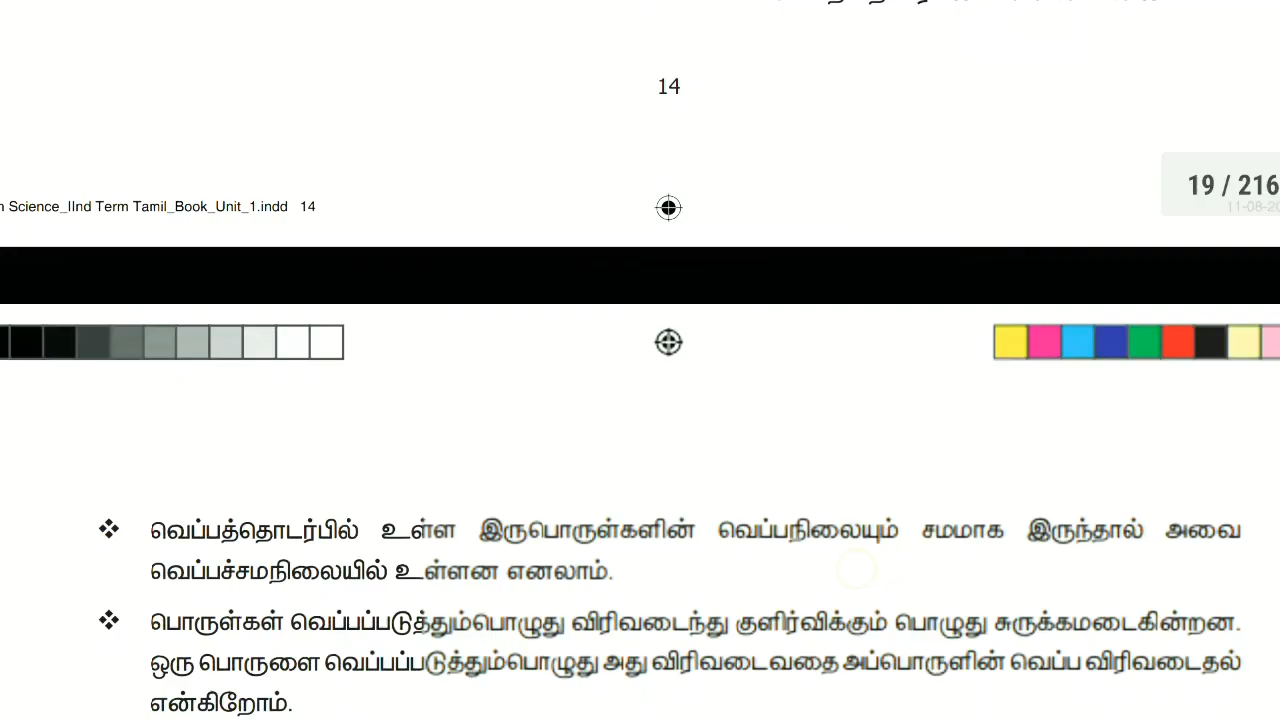 14
19 / 216
Science_IInd Term Tamil_Book_Unit_1.indd 14
❖ வெப்பத்தொடர்பில் உள்ள இருபொருள்களின் வெப்பநிலையும் சமமாக இருந்தால் அவை
வெப்பச்சமநிலையில் உள்ளன எனலாம்.
❖ பொருள்கள் வெப்பப்படுத்தும்பொழுது விரிவடைந்து குளிர்விக்கும் பொழுது சுருக்கமடைகின்றன.
ஒரு பொருளை வெப்பப்படுத்தும்பொழுது அது விரிவடைவதை அப்பொருளின் வெப்ப விரிவடைதல்
என்கிறோம்.